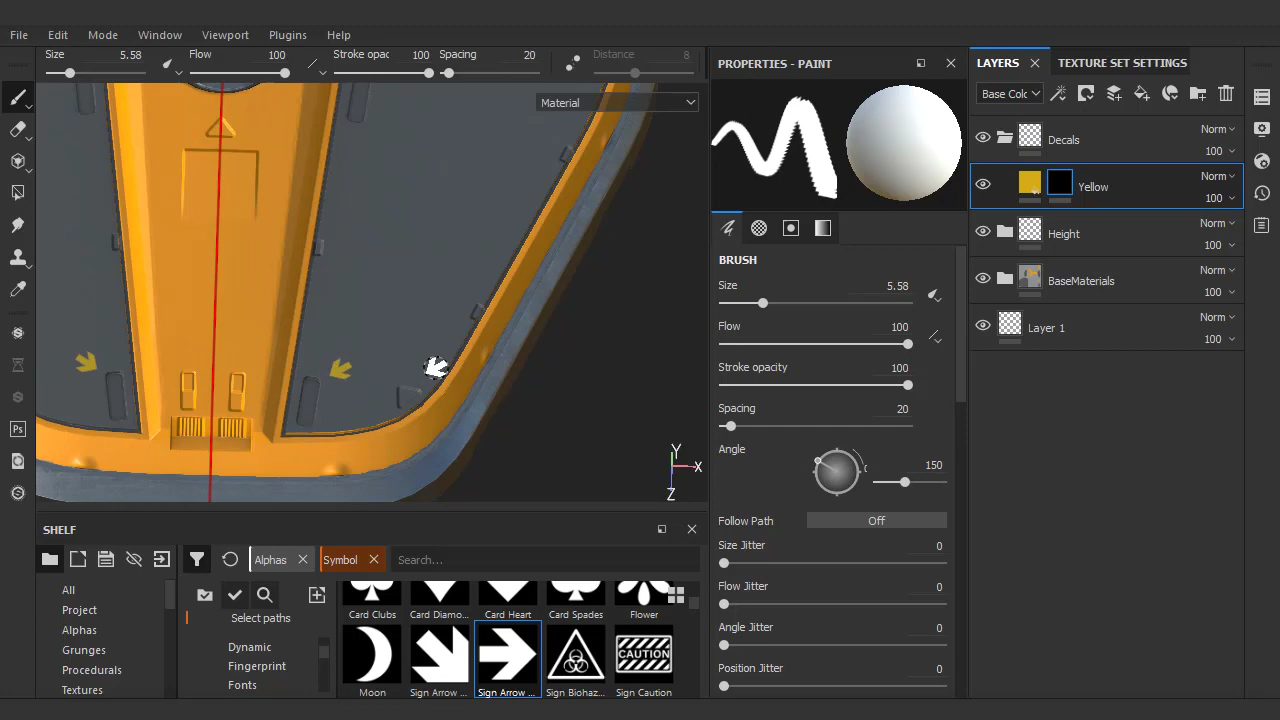 File Edit Mode Window Viewport Plugins Help
Size 5.58 Flow 100 Stroke opac 100 Spacing 20 Distance 8
Material
Y
X
Z
PROPERTIES - PAINT
BRUSH
Size 5.58
Flow 100
Stroke opacity 100
Spacing 20
Angle 150
Follow Path Off
Size Jitter 0
Flow Jitter 0
Angle Jitter 0
Position Jitter 0
LAYERS TEXTURE SET SETTINGS
Base Colc
Decals Norm 100
Yellow Norm 100
Height Norm 100
BaseMaterials Norm 100
Layer 1 Norm 100
Ps
SHELF
Alphas Symbol Search...
All
Project
Alphas
Grunges
Procedurals
Textures
Select paths
Dynamic
Fingerprint
Fonts
Card Clubs Card Diamo... Card Heart Card Spades Flower
CAUTION
Moon Sign Arrow ... Sign Arrow ... Sign Biohaz... Sign Caution